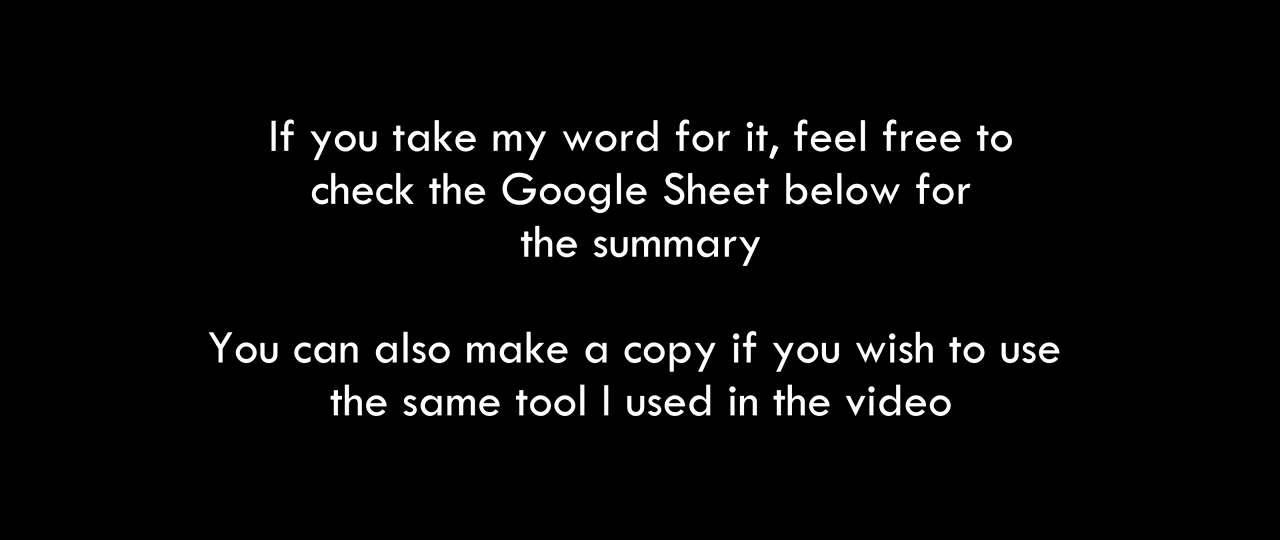 If you take my word for it, feel free to
check the Google Sheet below for
the summary
You can also make a copy if you wish to use
the same tool I used in the video